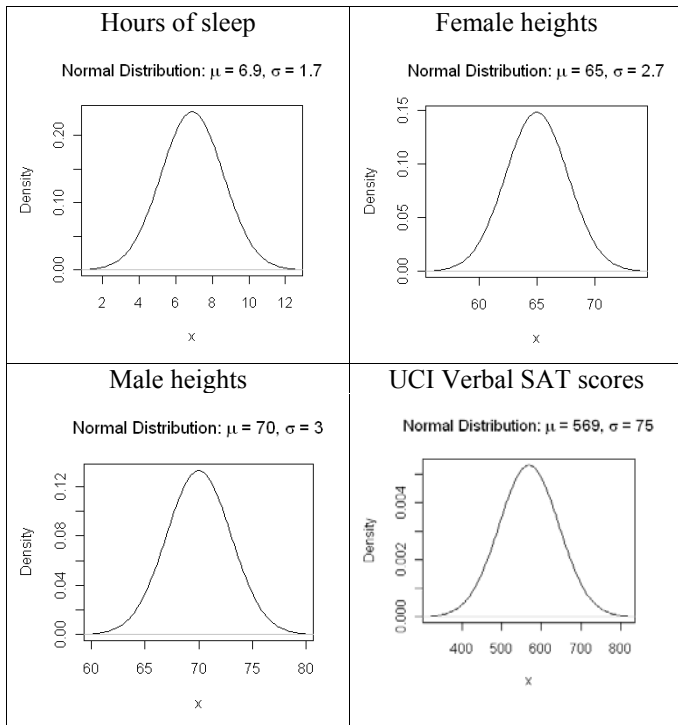 Hours of sleep
Normal Distribution: μ = 6.9, σ = 1.7
0.20
0.10
0.00
Density
2 4 6 8 10 12
x
Female heights
Normal Distribution: μ = 65, σ = 2.7
0.15
0.10
0.05
0.00
Density
60 65 70
x
Male heights
Normal Distribution: μ = 70, σ = 3
0.12
0.08
0.04
0.00
Density
60 65 70 75 80
x
UCI Verbal SAT scores
Normal Distribution: μ = 569, σ = 75
0.004
0.002
0.000
Density
400 500 600 700 800
x